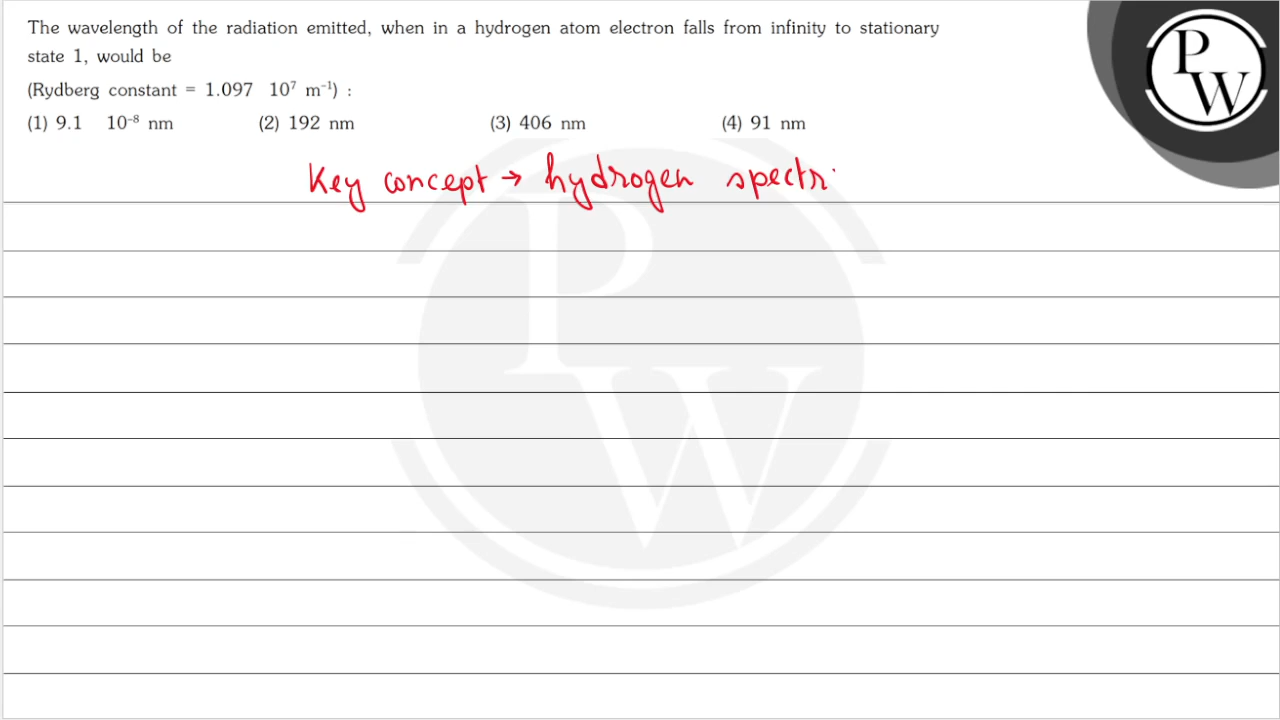 The wavelength of the radiation emitted, when in a hydrogen atom electron falls from infinity to stationary
state 1, would be
(Rydberg constant = 1.097 10⁷ m⁻¹) :
(1) 9.1 10⁻⁸ nm (2) 192 nm (3) 406 nm (4) 91 nm
Key concept → hydrogen spectr
PW
PW